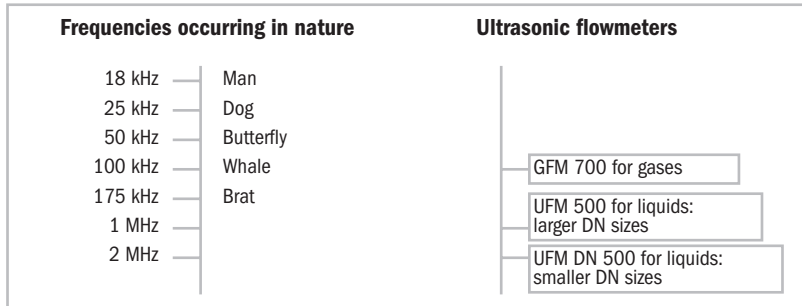 Frequencies occurring in nature
Ultrasonic flowmeters
18 kHz Man
25 kHz Dog
50 kHz Butterfly
100 kHz Whale
GFM 700 for gases
175 kHz Brat
UFM 500 for liquids:
larger DN sizes
1 MHz
2 MHz
UFM DN 500 for liquids:
smaller DN sizes